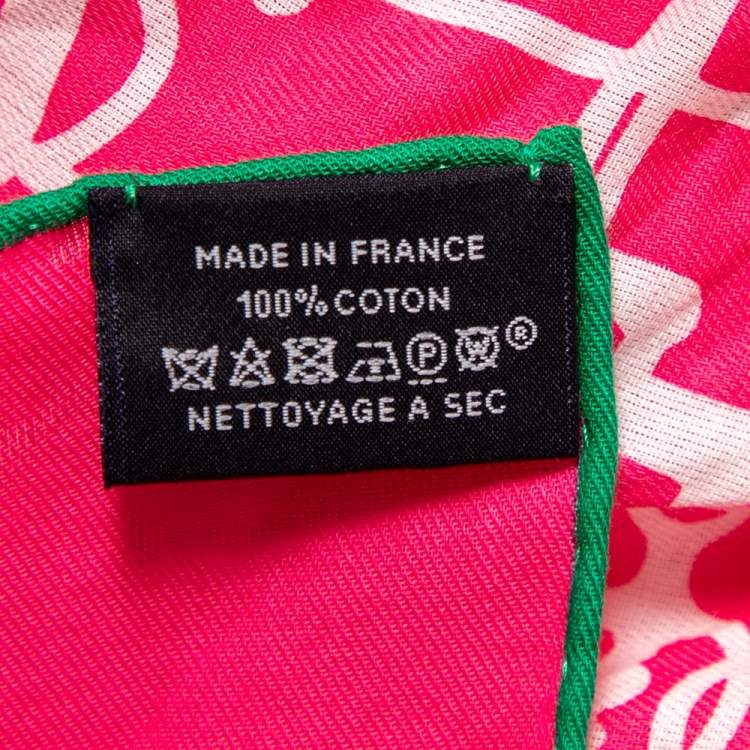 MADE IN FRANCE
100% COTON
P W ®
NETTOYAGE A SEC